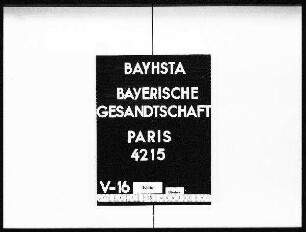 BAYHSTA
BAYERISCHE
GESANDTSCHAFT
PARIS
4215
V-16